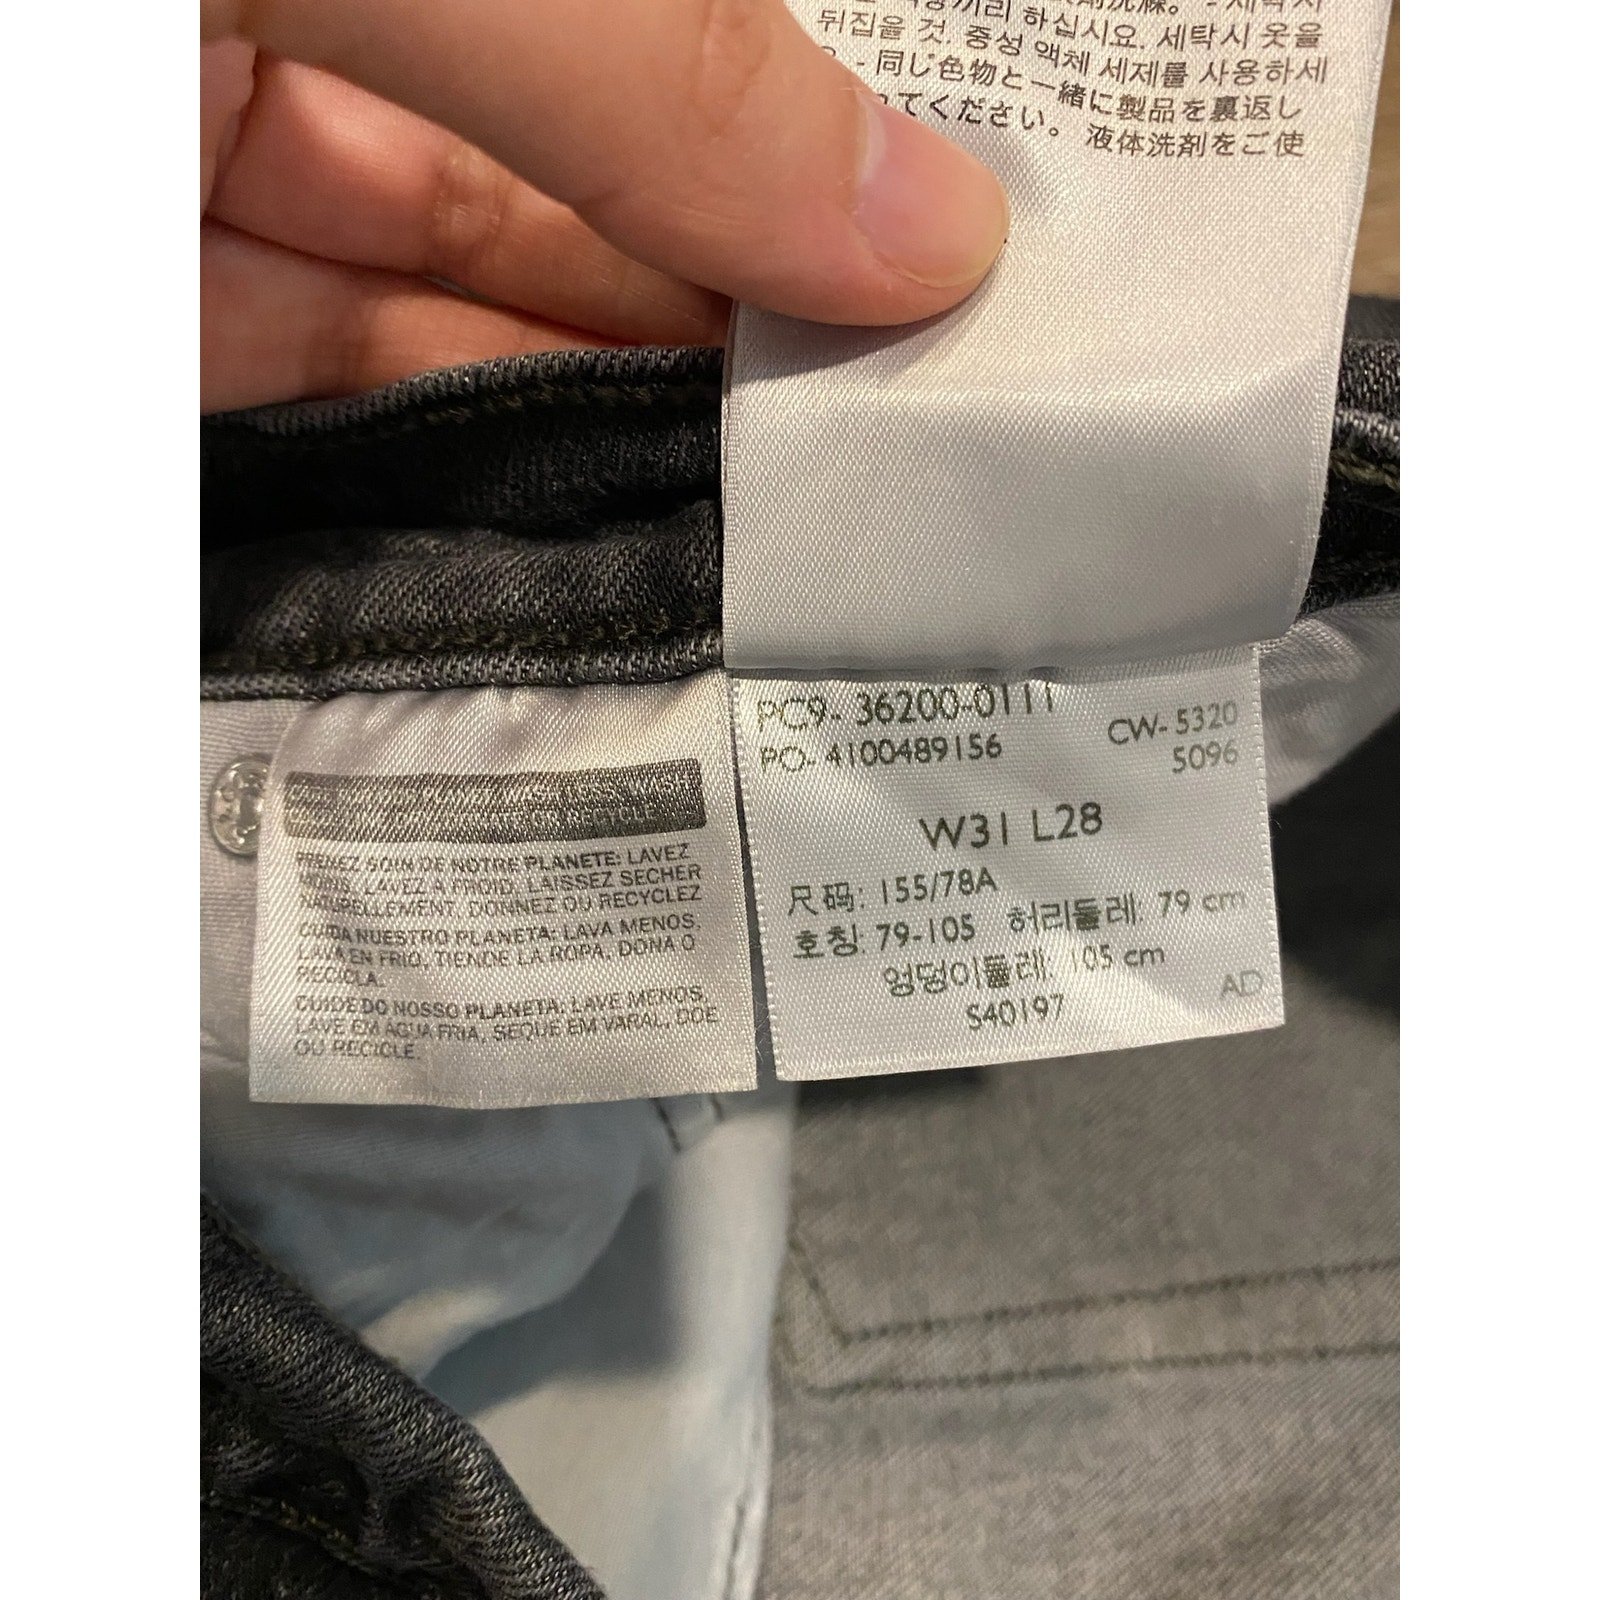 뒤집을 것. 중성 액체 세제를 사용하세
- 同じ色物と一緒に製品を裏返し
てください。 液体洗剤をご使
PC9- 36200-0111
PO- 4100489156
CW- 5320
5096
W31 L28
尺码: 155/78A
호칭: 79-105 허리둘레: 79 cm
엉덩이둘레: 105 cm
S40197
AD
PRENEZ SOIN DE NOTRE PLANETE: LAVEZ
MOINS, LAVEZ A FROID, LAISSEZ SECHER
NATURELLEMENT, DONNEZ OU RECYCLEZ
CUIDA NUESTRO PLANETA: LAVA MENOS,
LAVA EN FRIO, TIENDE LA ROPA, DONA O
RECICLA.
CUIDE DO NOSSO PLANETA: LAVE MENOS,
LAVE EM AGUA FRIA, SEQUE EM VARAL, DOE
OU RECICLE.